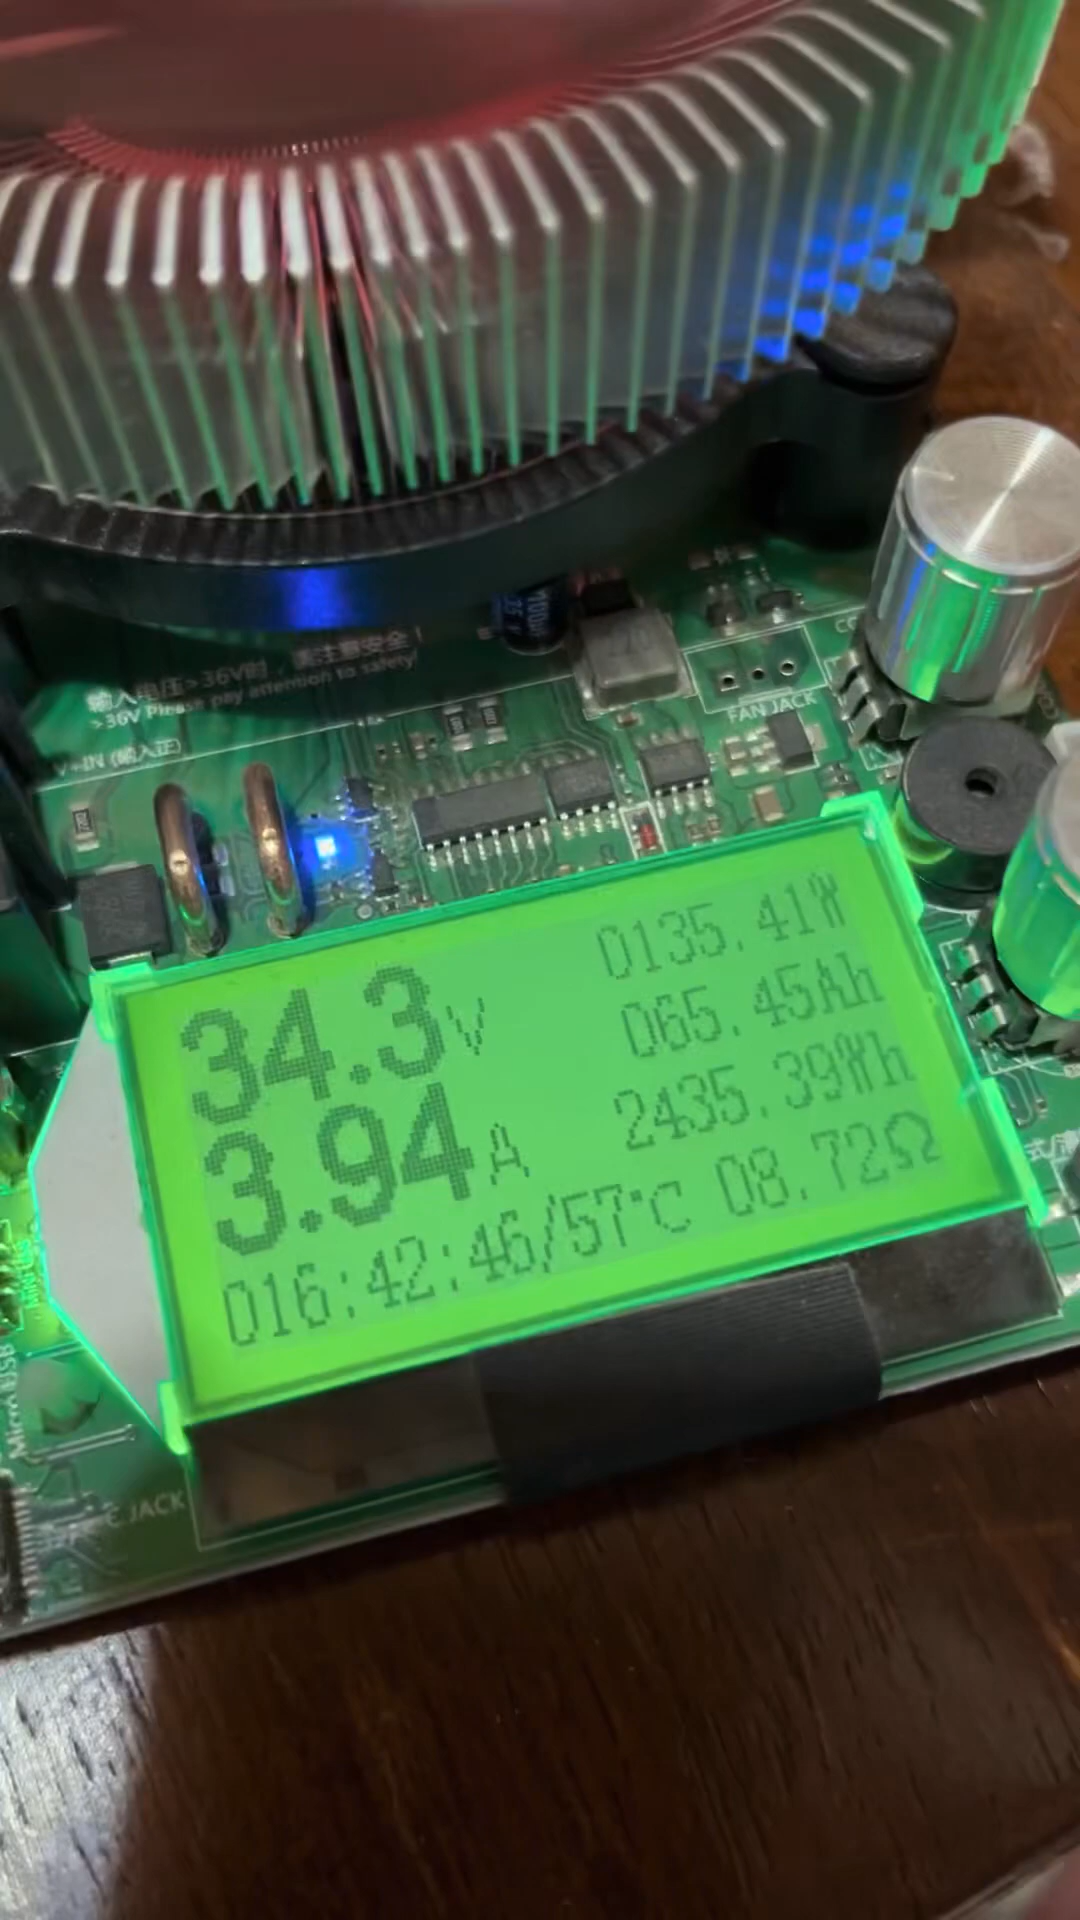 输入电压>36V时，请注意安全！
>36V Please pay attention to safety!
V+IN (输入正)
FAN JACK
34.3V
0135.41W
065.45Ah
3.94A
2435.39Wh
016:42:46/57℃ 08.72Ω
Micro USB
JACK